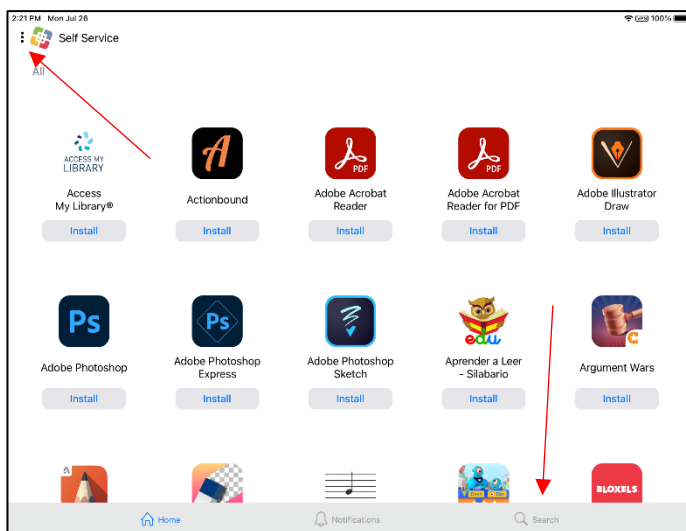 2:21 PM Mon Jul 26
VPN 100%
Self Service
All
ACCESS MY
LIBRARY
A
PDF
PDF
Access
My Library®
Actionbound
Adobe Acrobat
Reader
Adobe Acrobat
Reader for PDF
Adobe Illustrator
Draw
Install
Install
Install
Install
Install
Ps
Ps
edu
C
Adobe Photoshop
Adobe Photoshop
Express
Adobe Photoshop
Sketch
Aprender a Leer
- Silabario
Argument Wars
Install
Install
Install
Install
Install
A
BLOXELS
Home
Notifications
Search